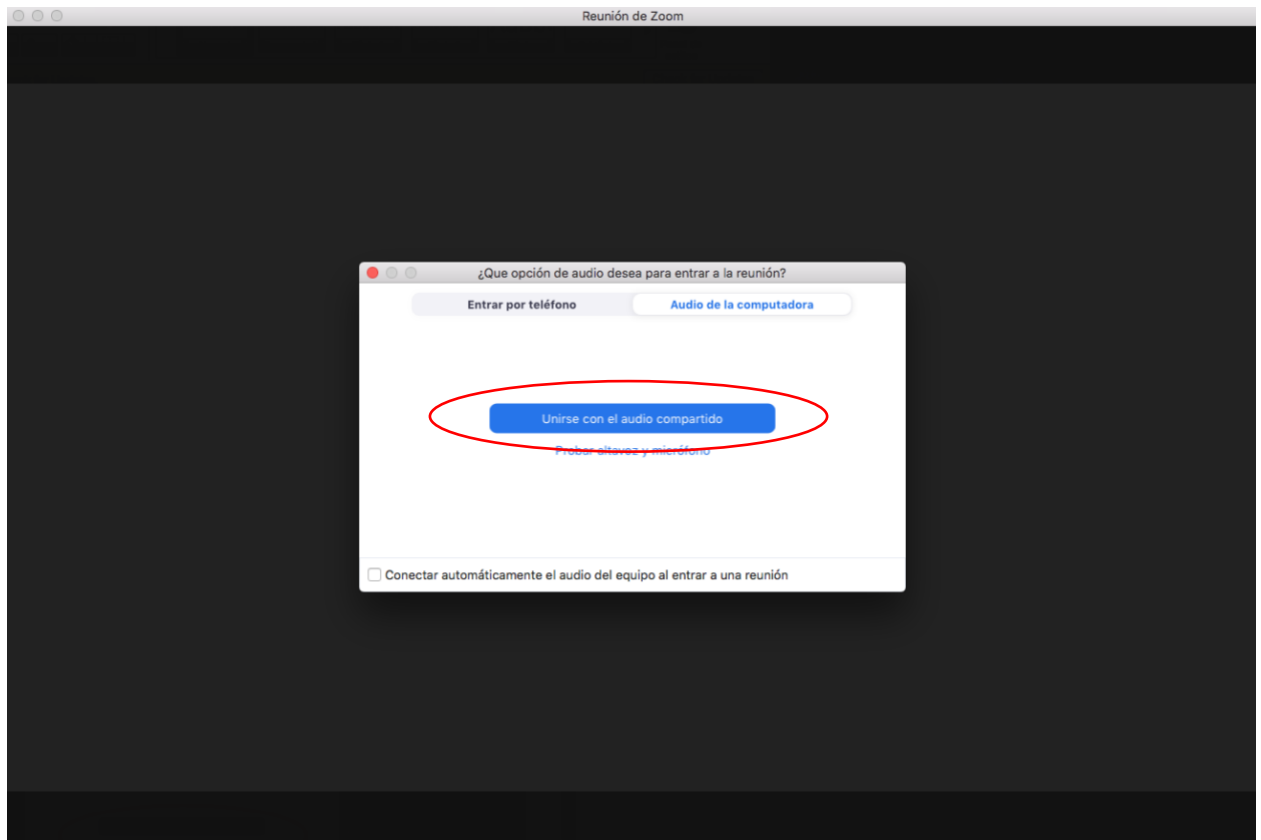 Reunión de Zoom
¿Que opción de audio desea para entrar a la reunión?
Entrar por teléfono
Audio de la computadora
Unirse con el audio compartido
Probar altavoz y micrófono
Conectar automáticamente el audio del equipo al entrar a una reunión